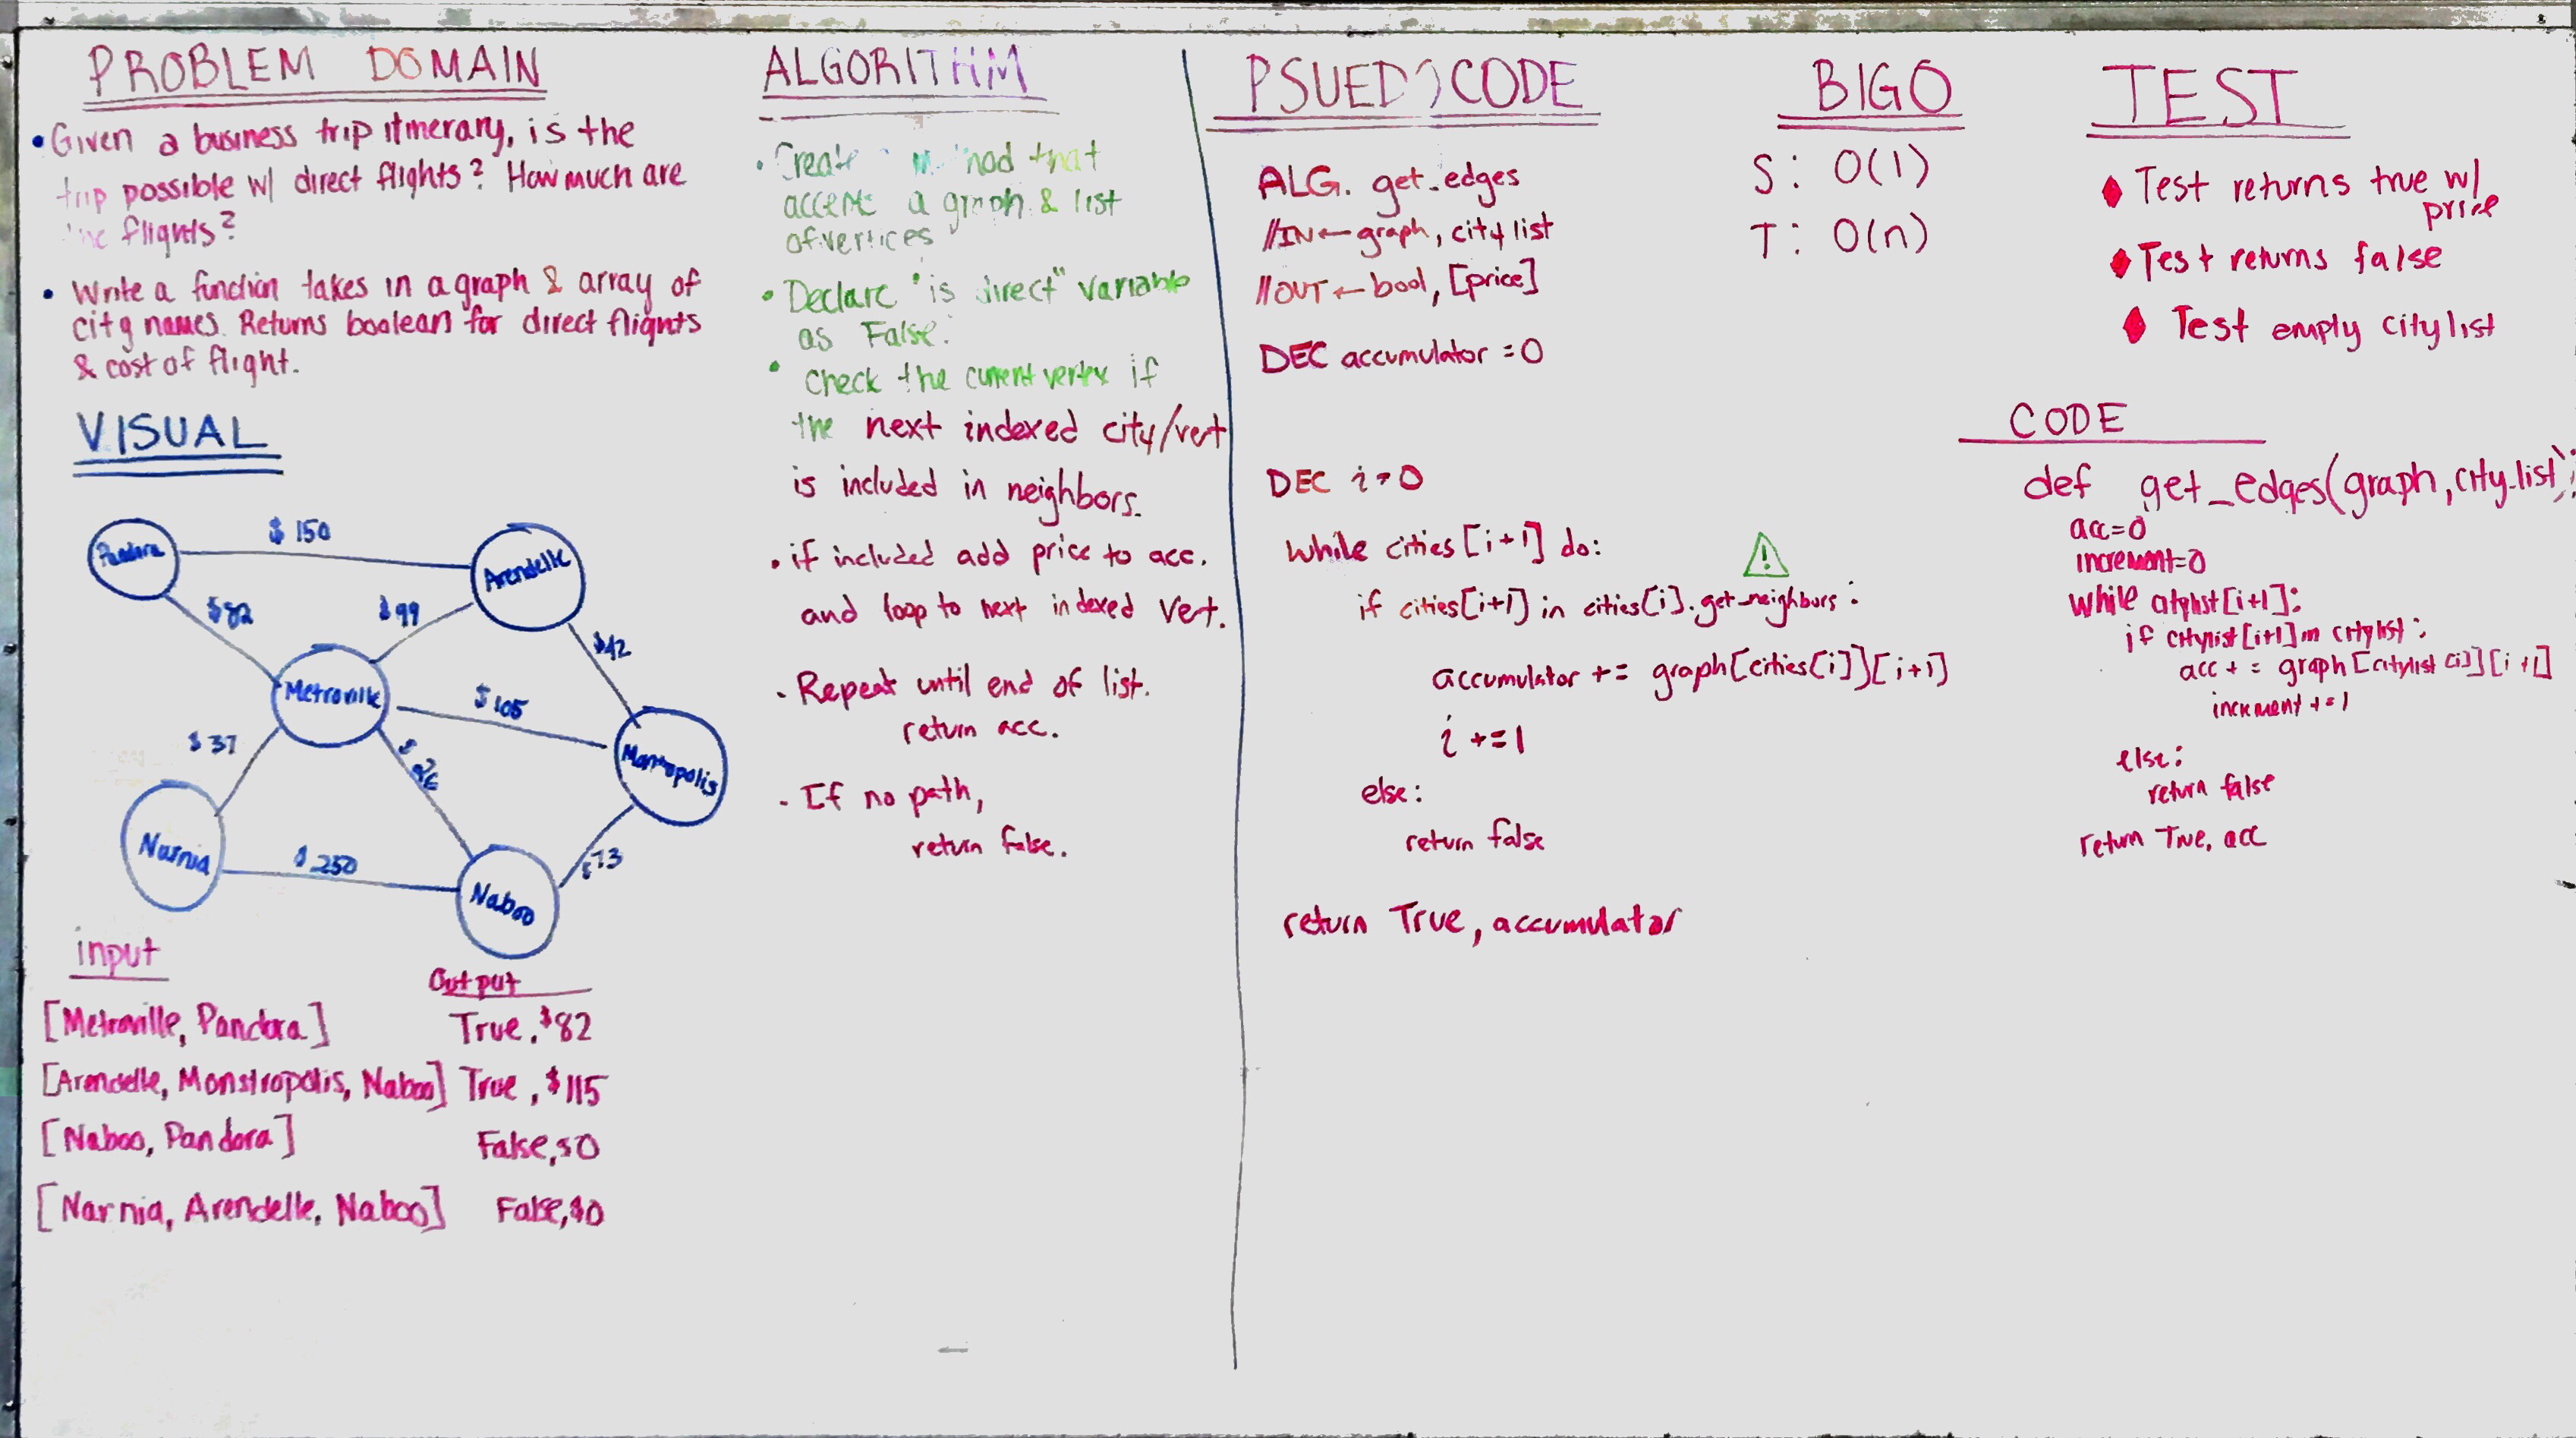 PROBLEM DOMAIN
• Given a business trip itinerary, is the
trip possible w/ direct flights? How much are
the flights?
• Write a function takes in a graph & array of
city names. Returns boolean for direct flights
& cost of flight.
VISUAL
Pandora
$ 150
Arendelle
$82
$99
$42
Metroville
$105
Monstropolis
$37
Narnia
$250
Naboo
$73
input
Output
[Metroville, Pandora] True, $82
[Arendelle, Monstropolis, Naboo] True, $115
[Naboo, Pandora] False, $0
[Narnia, Arendelle, Naboo] False, $0
ALGORITHM
• Create a method that
accepts a graph & list
of vertices
• Declare "is direct" variable
as False.
• check the current vertex if
the next indexed city/vert
is included in neighbors.
• if included add price to acc.
and loop to next indexed vert.
- Repeat until end of list.
return acc.
- If no path,
return false.
PSUEDOCODE
ALG. get_edges
//IN ← graph, city list
//OUT ← bool, [price]
DEC accumulator = 0
DEC i = 0
while cities[i+1] do:
!
if cities[i+1] in cities[i].get_neighbors:
accumulator += graph[cities[i]][i+1]
i += 1
else:
return false
return True, accumulator
BIGO
S: O(1)
T: O(n)
TEST
♦ Test returns true w/
price
♦ Test returns false
♦ Test empty city list
CODE
def get_edges(graph, city_list):
acc=0
increment=0
while citylist[i+1]:
if citylist[i+1] in citylist:
acc += graph[citylist[i]][i+1]
increment += 1
else:
return false
return True, acc